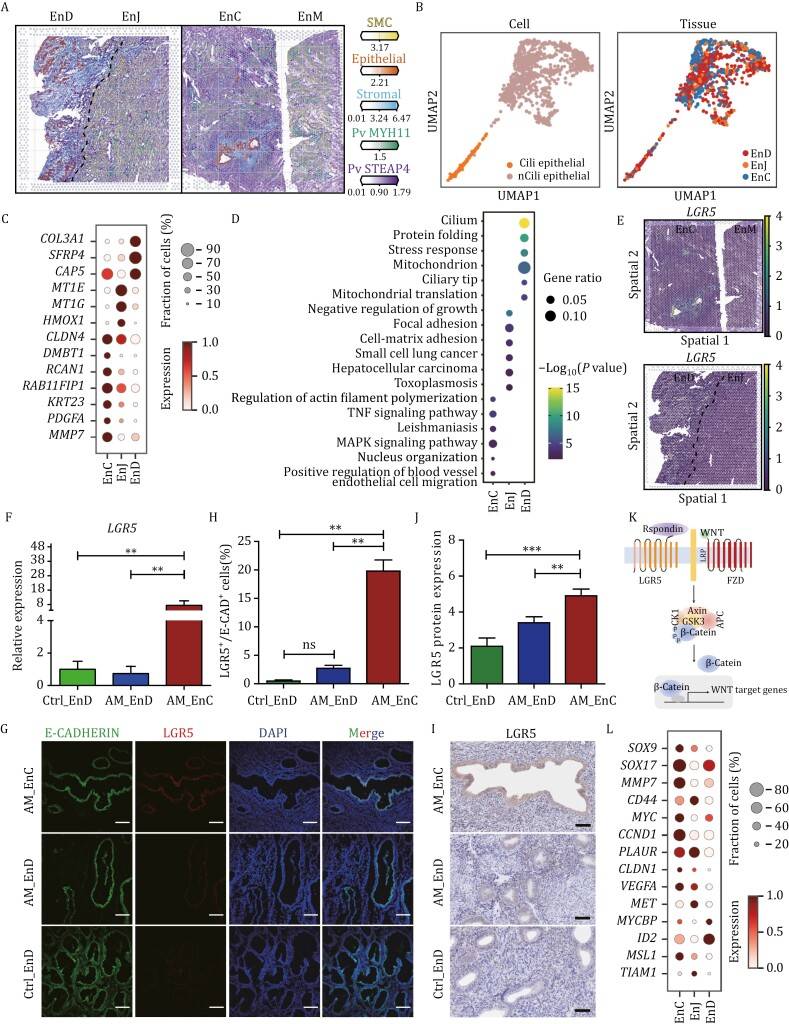 A
EnD EnJ EnC EnM
SMC
3.17
Epithelial
2.21
Stromal
0.01 3.24 6.47
Pv MYH11
1.5
Pv STEAP4
0.01 0.90 1.79
B
Cell Tissue
UMAP2
UMAP1
Cili epithelial
nCili epithelial
UMAP2
UMAP1
EnD
EnJ
EnC
C
COL3A1
SFRP4
CAP5
MT1E
MT1G
HMOX1
CLDN4
DMBT1
RCAN1
RAB11FIP1
KRT23
PDGFA
MMP7
EnC EnJ EnD
Fraction of cells (%)
90
70
50
30
10
Expression
1.0
0.5
0.0
D
Cilium
Protein folding
Stress response
Mitochondrion
Ciliary tip
Mitochondrial translation
Negative regulation of growth
Focal adhesion
Cell-matrix adhesion
Small cell lung cancer
Hepatocellular carcinoma
Toxoplasmosis
Regulation of actin filament polymerization
TNF signaling pathway
Leishmaniasis
MAPK signaling pathway
Nucleus organization
Positive regulation of blood vessel
endothelial cell migration
EnC EnJ EnD
Gene ratio
0.05
0.10
−Log10(P value)
15
10
5
E
LGR5
EnC EnM
Spatial 2
Spatial 1
4
3
2
1
0
LGR5
EnD EnJ
Spatial 2
Spatial 1
4
3
2
1
0
F
LGR5
Relative expression
48
38
28
18
8
4
2
0
**
**
Ctrl_EnD AM_EnD AM_EnC
H
LGR5+/E-CAD+ cells(%)
25
20
15
10
5
0
**
**
ns
Ctrl_EnD AM_EnD AM_EnC
J
LGR5 protein expression
8
6
4
2
0
***
**
Ctrl_EnD AM_EnD AM_EnC
K
Rspondin WNT
LRP
LGR5 FZD
Axin
CK1 GSK3 APC
β-Catein
P
P
P
β-Catein
β-Catein
WNT target genes
G
E-CADHERIN LGR5 DAPI Merge
AM_EnC
AM_EnD
Ctrl_EnD
I
LGR5
AM_EnC
AM_EnD
Ctrl_EnD
L
SOX9
SOX17
MMP7
CD44
MYC
CCND1
PLAUR
CLDN1
VEGFA
MET
MYCBP
ID2
MSL1
TIAM1
EnC EnJ EnD
Fraction of cells (%)
80
60
40
20
Expression
1.0
0.5
0.0